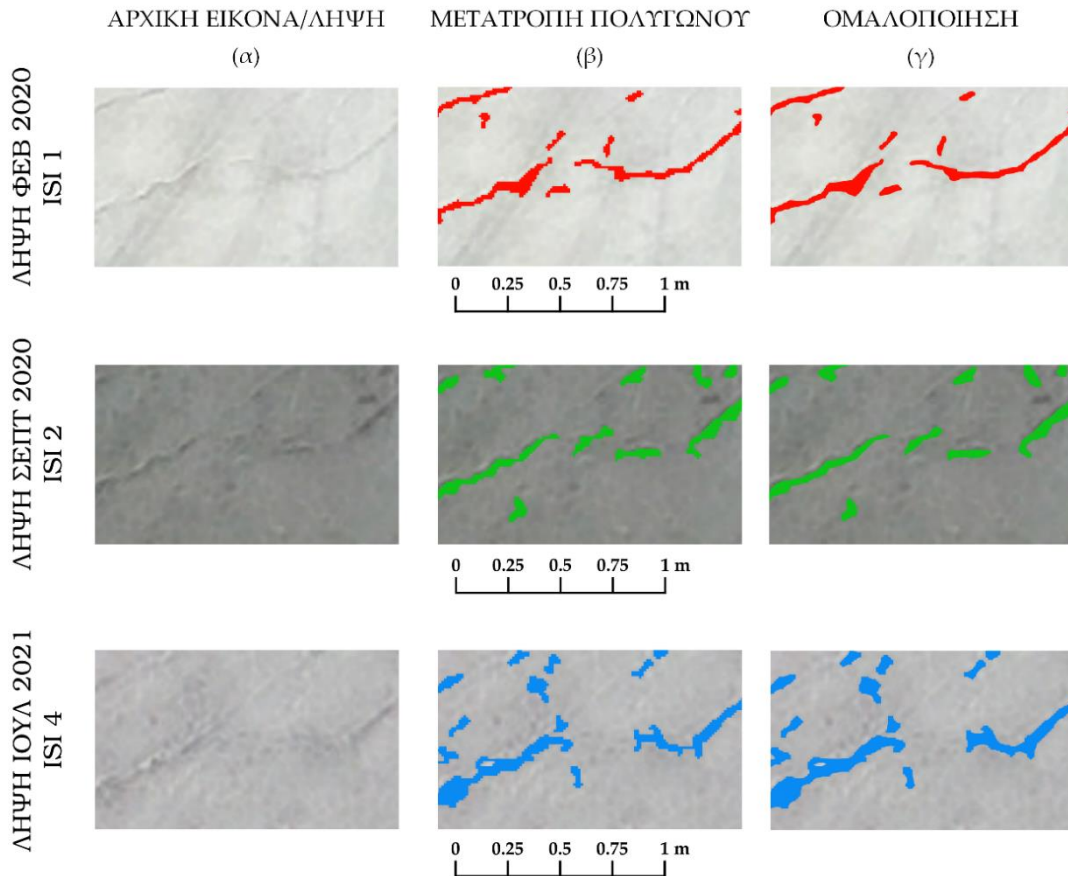 ΑΡΧΙΚΗ ΕΙΚΟΝΑ/ΛΗΨΗ
(α)
ΜΕΤΑΤΡΟΠΗ ΠΟΛΥΓΩΝΟΥ
(β)
ΟΜΑΛΟΠΟΙΗΣΗ
(γ)
ΛΗΨΗ ΦΕΒ 2020
ISI 1
0 0.25 0.5 0.75 1 m
ΛΗΨΗ ΣΕΠΤ 2020
ISI 2
0 0.25 0.5 0.75 1 m
ΛΗΨΗ ΙΟΥΛ 2021
ISI 4
0 0.25 0.5 0.75 1 m